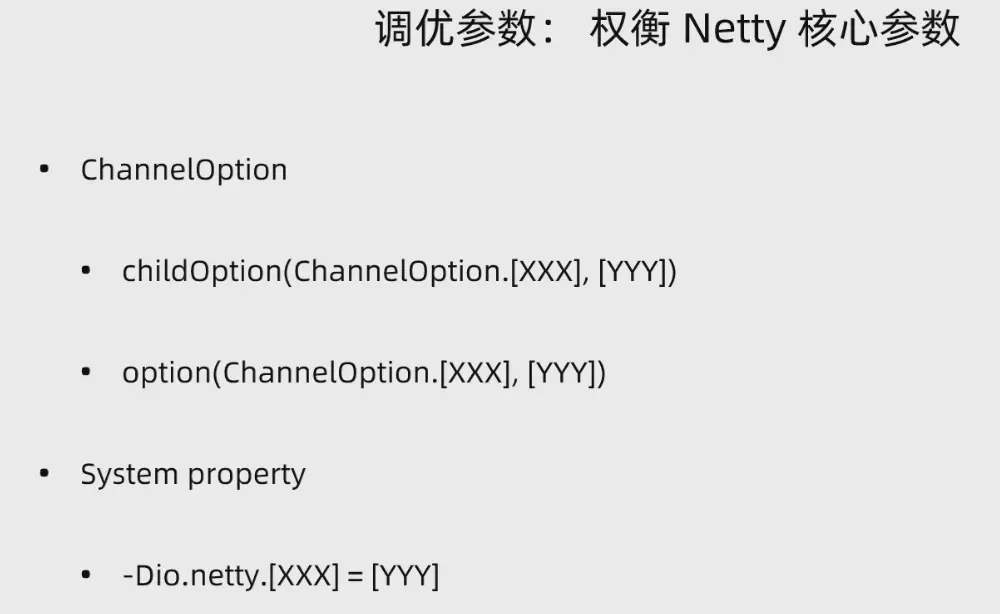 调优参数： 权衡 Netty 核心参数
• ChannelOption
• childOption(ChannelOption.[XXX], [YYY])
• option(ChannelOption.[XXX], [YYY])
• System property
• -Dio.netty.[XXX] = [YYY]